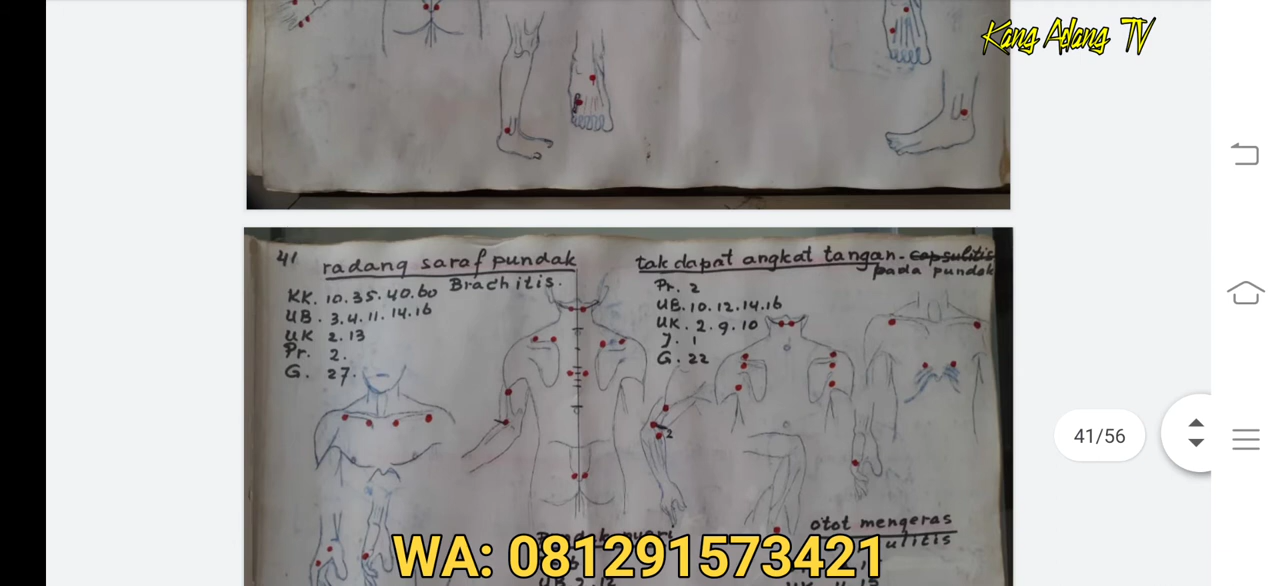 Kang Adang TV
41
radang saraf pundak
Brachitis.
KK. 10.35.40.60
UB. 3.4.11.14.16
UK 2.13
Pr. 2.
G. 27.
2
tak dapat angkat tangan - capsulitis
pada pundak
Pr. 2
UB. 10.12.14.16
UK. 2.9.10
J. 1
G. 22
otot mengeras
41/56
WA: 081291573421